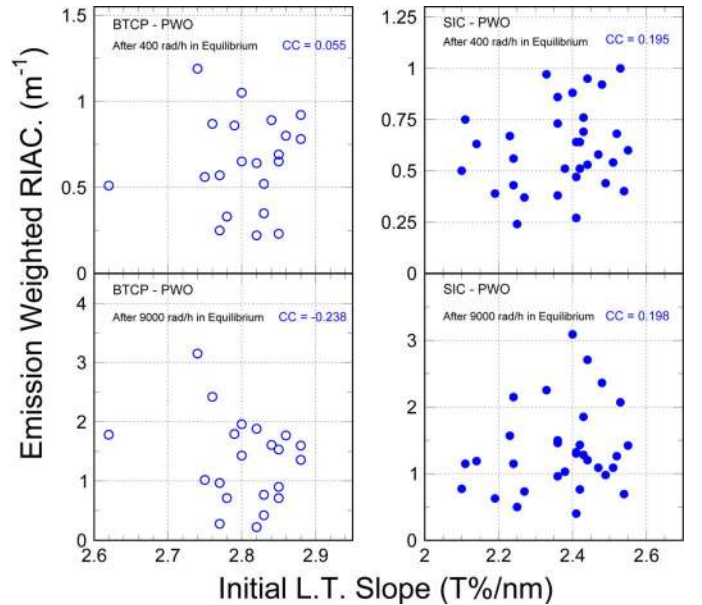 Emission Weighted RIAC. (m⁻¹)
BTCP - PWO
After 400 rad/h in Equilibrium CC = 0.055
1.5
1
0.5
0
SIC - PWO
After 400 rad/h in Equilibrium CC = 0.195
1.25
1
0.75
0.5
0.25
0
BTCP - PWO
After 9000 rad/h in Equilibrium CC = -0.238
4
3
2
1
0
2.6 2.7 2.8 2.9
SIC - PWO
After 9000 rad/h in Equilibrium CC = 0.198
4
3
2
1
0
2 2.2 2.4 2.6
Initial L.T. Slope (T%/nm)